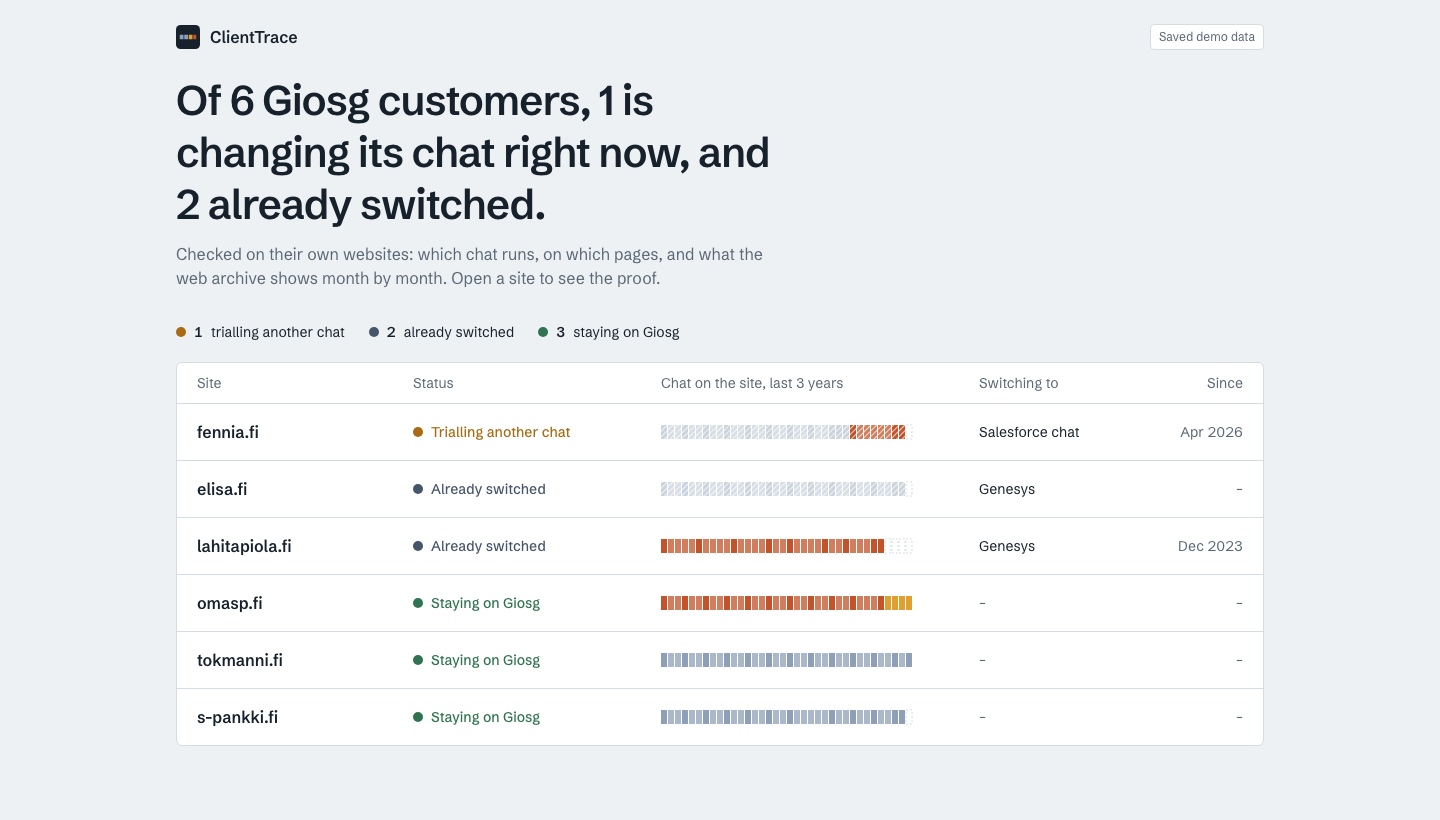 ClientTrace
Saved demo data
Of 6 Giosg customers, 1 is
changing its chat right now, and
2 already switched.
Checked on their own websites: which chat runs, on which pages, and what the
web archive shows month by month. Open a site to see the proof.
1 trialling another chat 2 already switched 3 staying on Giosg
Site Status Chat on the site, last 3 years Switching to Since
fennia.fi Trialling another chat Salesforce chat Apr 2026
elisa.fi Already switched Genesys –
lahitapiola.fi Already switched Genesys Dec 2023
omasp.fi Staying on Giosg – –
tokmanni.fi Staying on Giosg – –
s-pankki.fi Staying on Giosg – –